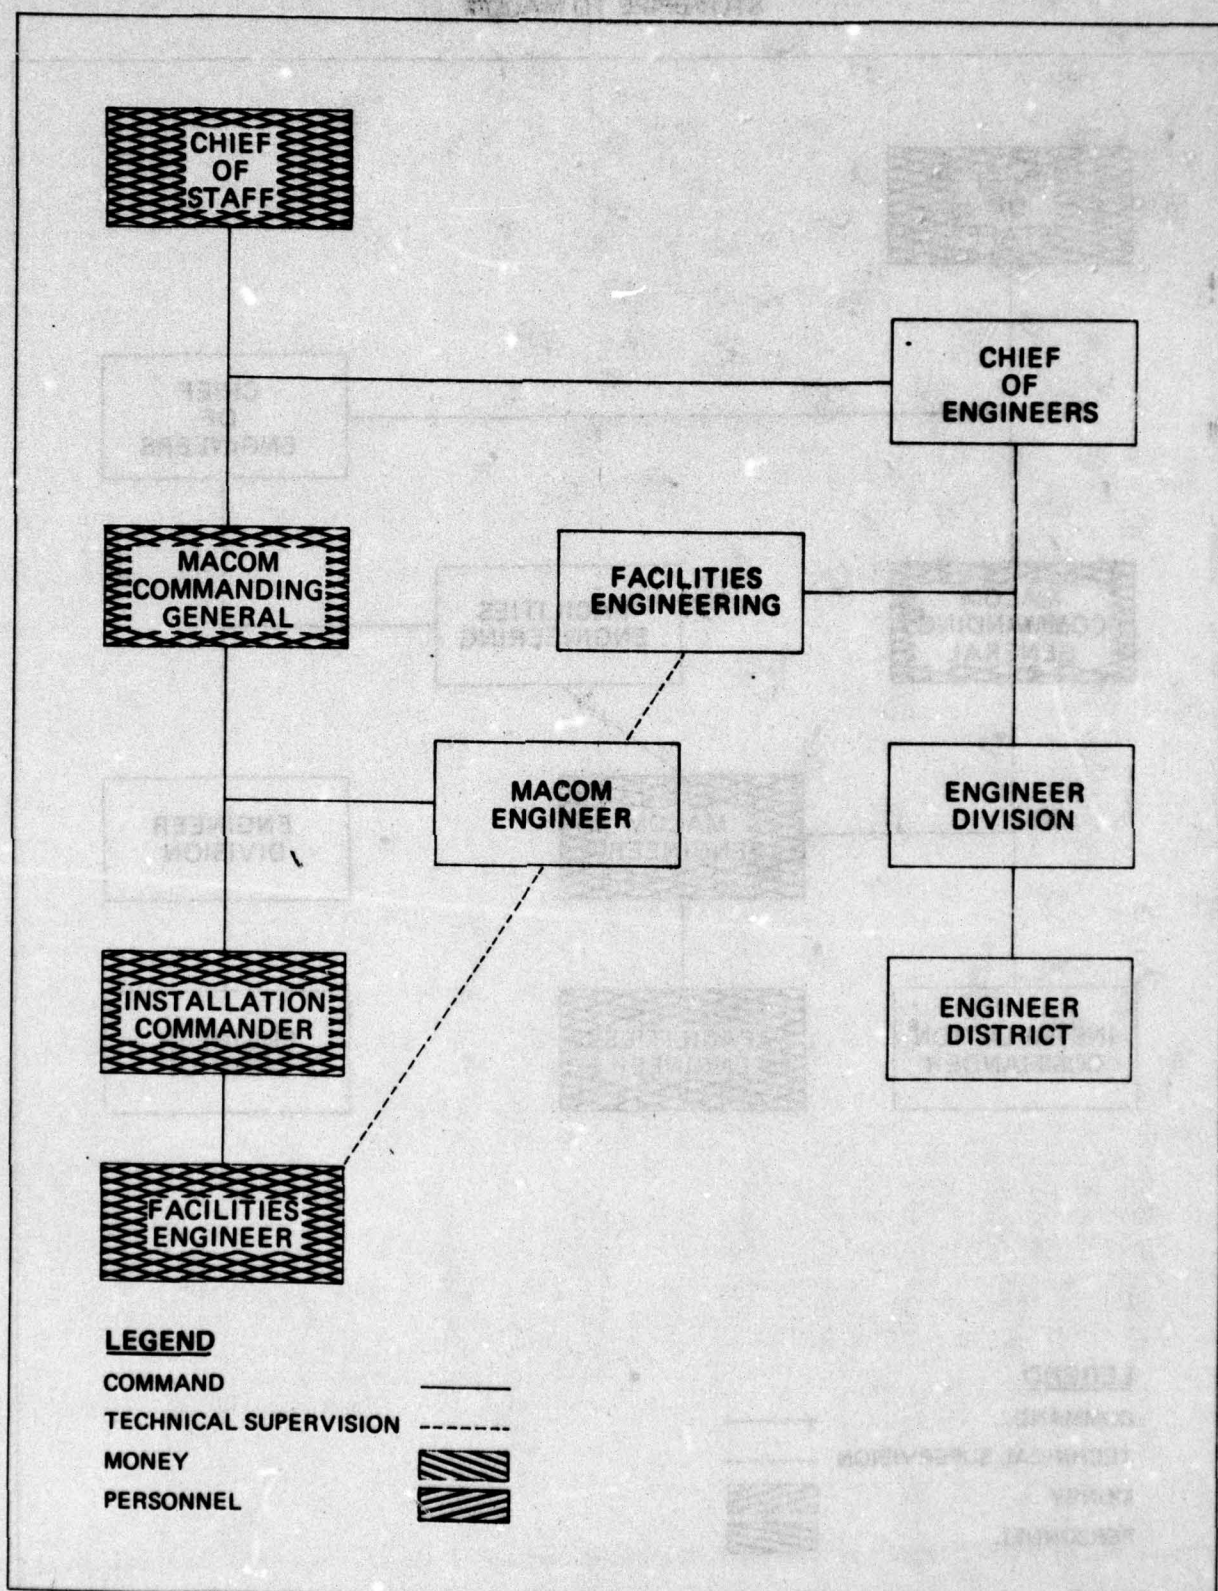 CHIEF
OF
STAFF
CHIEF
OF
ENGINEERS
MACOM
COMMANDING
GENERAL
FACILITIES
ENGINEERING
MACOM
ENGINEER
ENGINEER
DIVISION
INSTALLATION
COMMANDER
ENGINEER
DISTRICT
FACILITIES
ENGINEER
LEGEND
COMMAND
TECHNICAL SUPERVISION
MONEY
PERSONNEL